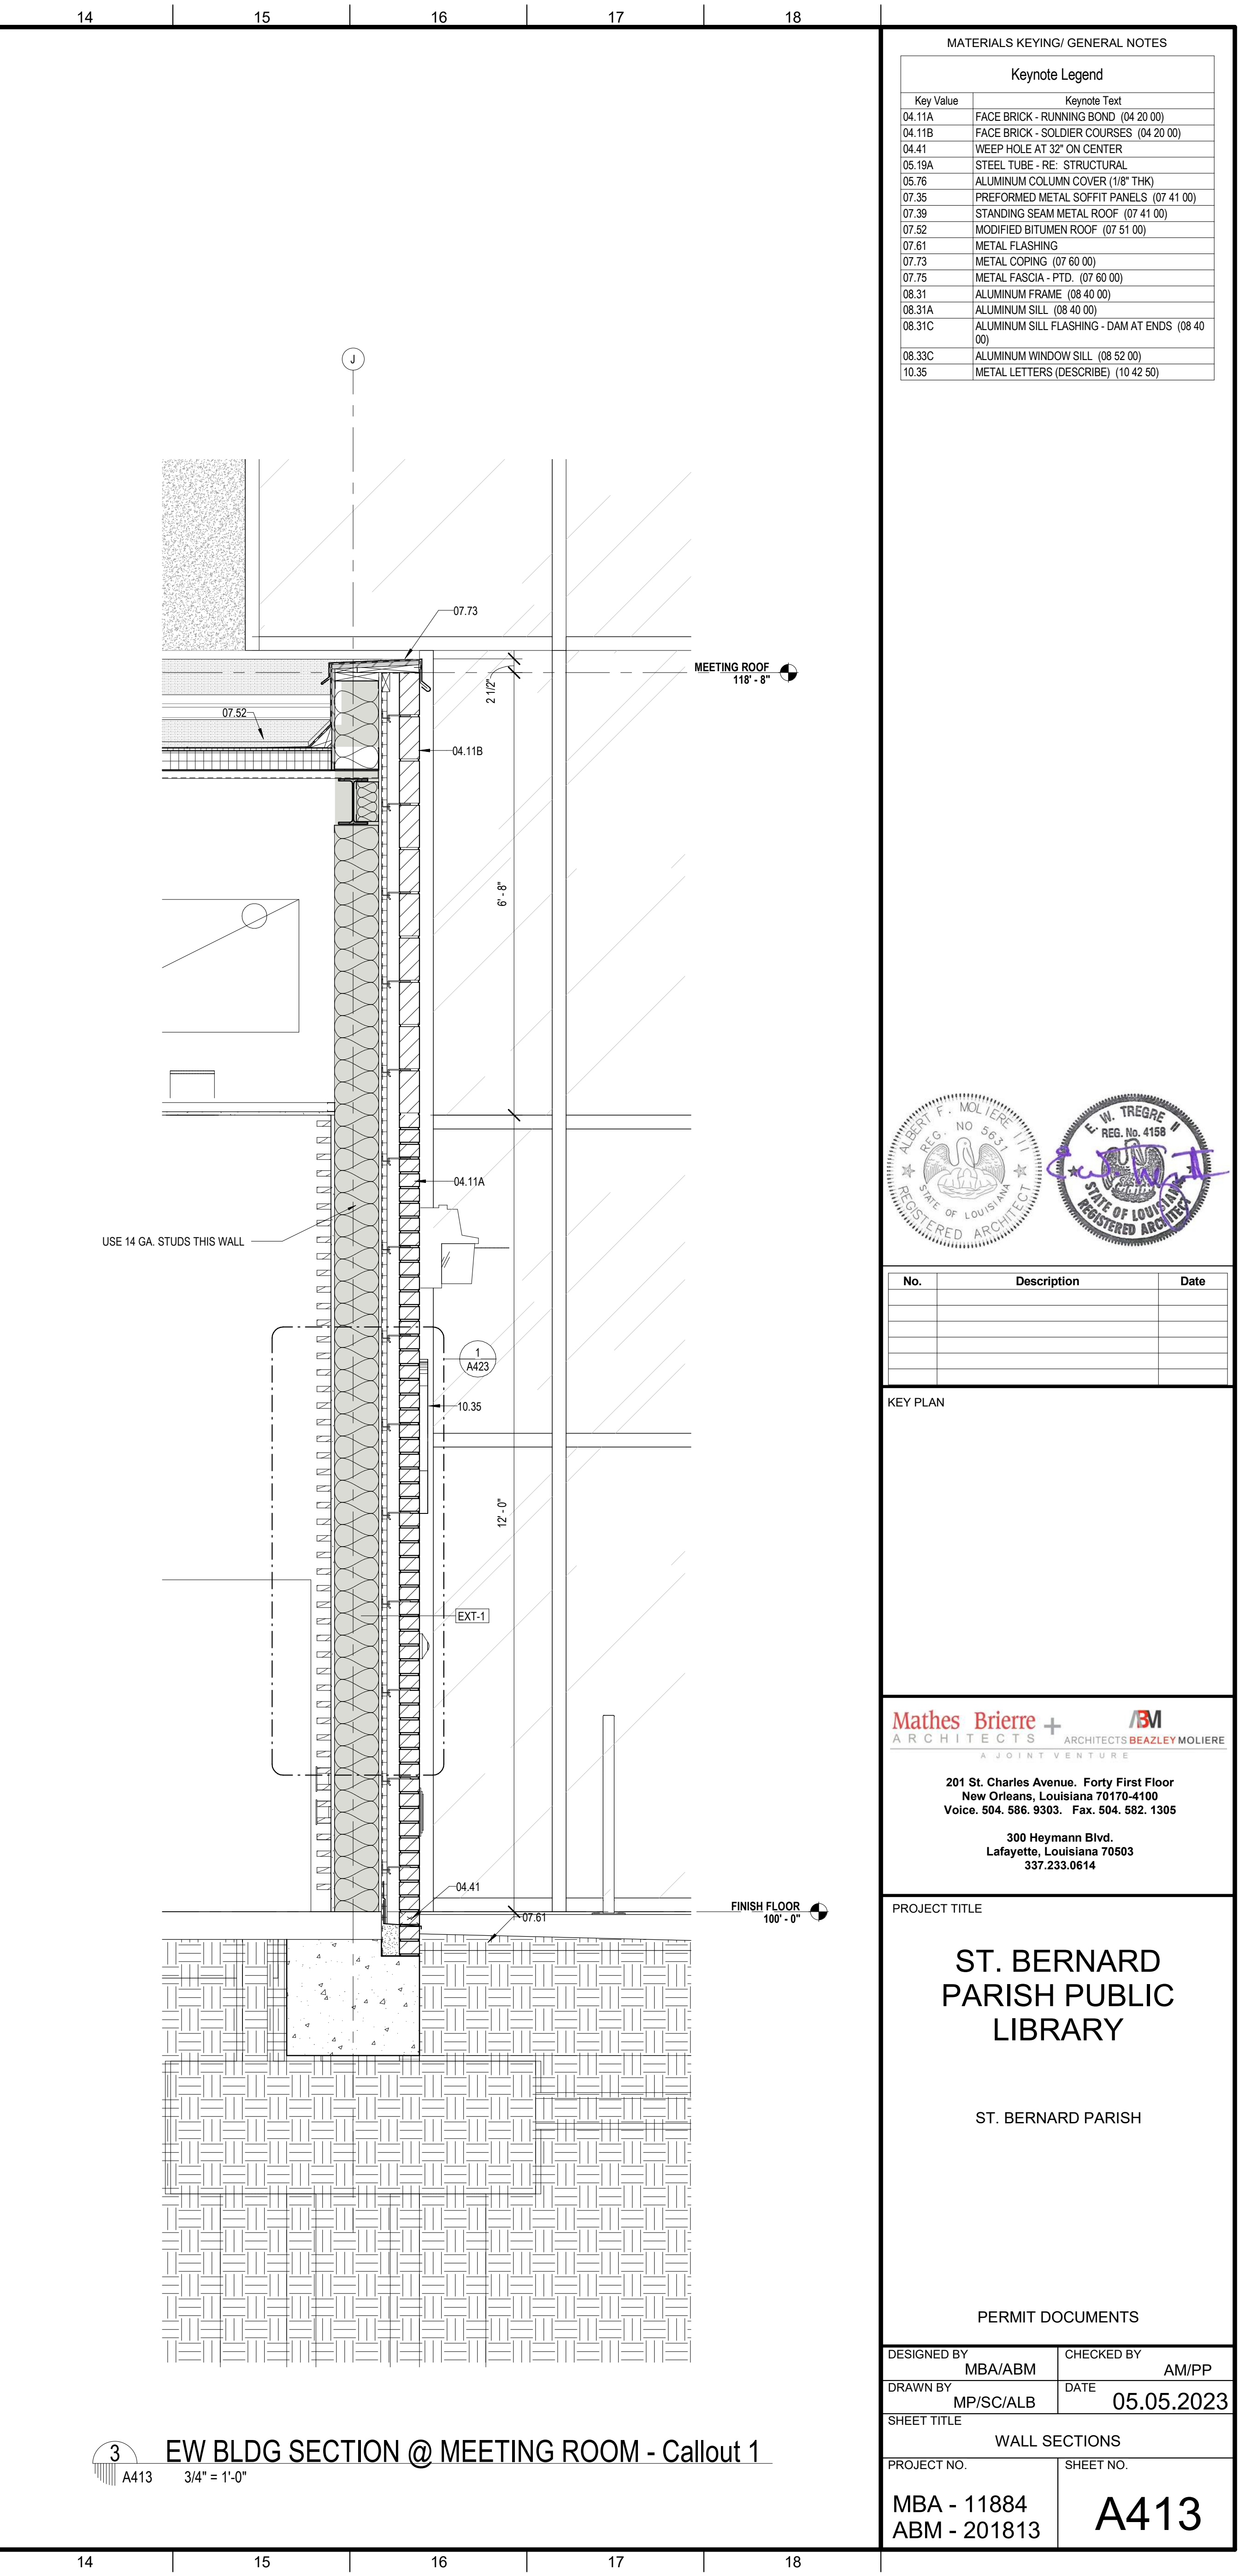 14 15 16 17 18
MATERIALS KEYING/ GENERAL NOTES
Keynote Legend
Key Value Keynote Text
04.11A FACE BRICK - RUNNING BOND (04 20 00)
04.11B FACE BRICK - SOLDIER COURSES (04 20 00)
04.41 WEEP HOLE AT 32" ON CENTER
05.19A STEEL TUBE - RE: STRUCTURAL
05.76 ALUMINUM COLUMN COVER (1/8" THK)
07.35 PREFORMED METAL SOFFIT PANELS (07 41 00)
07.39 STANDING SEAM METAL ROOF (07 41 00)
07.52 MODIFIED BITUMEN ROOF (07 51 00)
07.61 METAL FLASHING
07.73 METAL COPING (07 60 00)
07.75 METAL FASCIA - PTD. (07 60 00)
08.31 ALUMINUM FRAME (08 40 00)
08.31A ALUMINUM SILL (08 40 00)
08.31C ALUMINUM SILL FLASHING - DAM AT ENDS (08 40
00)
08.33C ALUMINUM WINDOW SILL (08 52 00)
10.35 METAL LETTERS (DESCRIBE) (10 42 50)
J
07.73
MEETING ROOF
118' - 8"
2 1/2"
07.52
04.11B
6' - 8"
04.11A
USE 14 GA. STUDS THIS WALL
1
A423
10.35
12' - 0"
EXT-1
04.41
07.61
FINISH FLOOR
100' - 0"
3
A413
EW BLDG SECTION @ MEETING ROOM - Callout 1
3/4" = 1'-0"
ALBERT F. MOLIERE III
REG. NO 5631
STATE OF LOUISIANA
REGISTERED ARCHITECT
E. W. TREGRE II
REG. No. 4158
STATE OF LOUISIANA
REGISTERED ARCHITECT
No. Description Date
KEY PLAN
Mathes Brierre +
ARCHITECTS
ABM
ARCHITECTS BEAZLEY MOLIERE
A JOINT VENTURE
201 St. Charles Avenue. Forty First Floor
New Orleans, Louisiana 70170-4100
Voice. 504. 586. 9303. Fax. 504. 582. 1305
300 Heymann Blvd.
Lafayette, Louisiana 70503
337.233.0614
PROJECT TITLE
ST. BERNARD
PARISH PUBLIC
LIBRARY
ST. BERNARD PARISH
PERMIT DOCUMENTS
DESIGNED BY
MBA/ABM
CHECKED BY
AM/PP
DRAWN BY
MP/SC/ALB
DATE
05.05.2023
SHEET TITLE
WALL SECTIONS
PROJECT NO.
MBA - 11884
ABM - 201813
SHEET NO.
A413
14 15 16 17 18